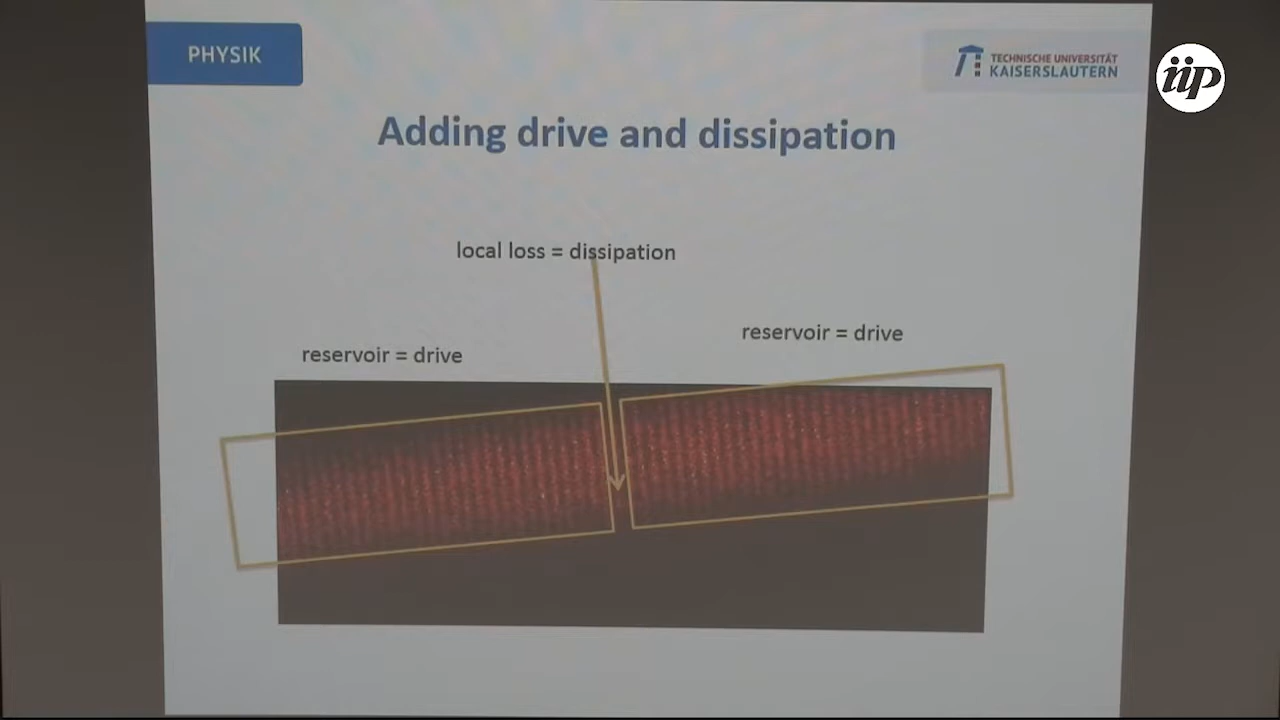 PHYSIK
TECHNISCHE UNIVERSITÄT
KAISERSLAUTERN
iip
Adding drive and dissipation
local loss = dissipation
reservoir = drive
reservoir = drive